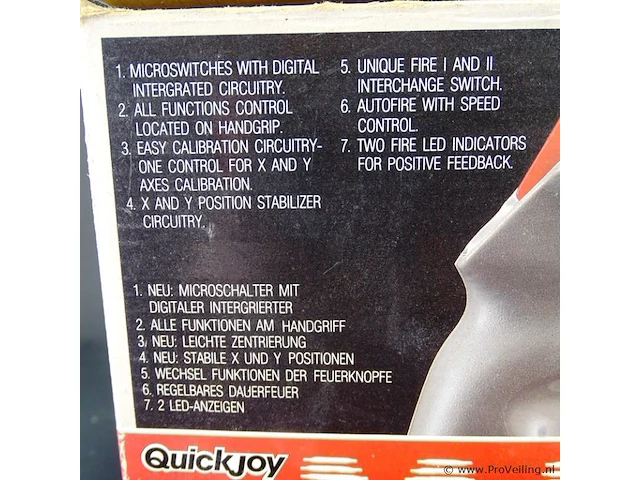 1. MICROSWITCHES WITH DIGITAL
INTERGRATED CIRCUITRY.
2. ALL FUNCTIONS CONTROL
LOCATED ON HANDGRIP.
3. EASY CALIBRATION CIRCUITRY-
ONE CONTROL FOR X AND Y
AXES CALIBRATION.
4. X AND Y POSITION STABILIZER
CIRCUITRY.
5. UNIQUE FIRE I AND II
INTERCHANGE SWITCH.
6. AUTOFIRE WITH SPEED
CONTROL.
7. TWO FIRE LED INDICATORS
FOR POSITIVE FEEDBACK.
1. NEU: MICROSCHALTER MIT
DIGITALER INTERGRIERTER
2. ALLE FUNKTIONEN AM HANDGRIFF
3. NEU: LEICHTE ZENTRIERUNG
4. NEU: STABILE X UND Y POSITIONEN
5. WECHSEL FUNKTIONEN DER FEUERKNOPFE
6. REGELBARES DAUERFEUER
7. 2 LED-ANZEIGEN
Quickjoy
© www.ProVeiling.nl